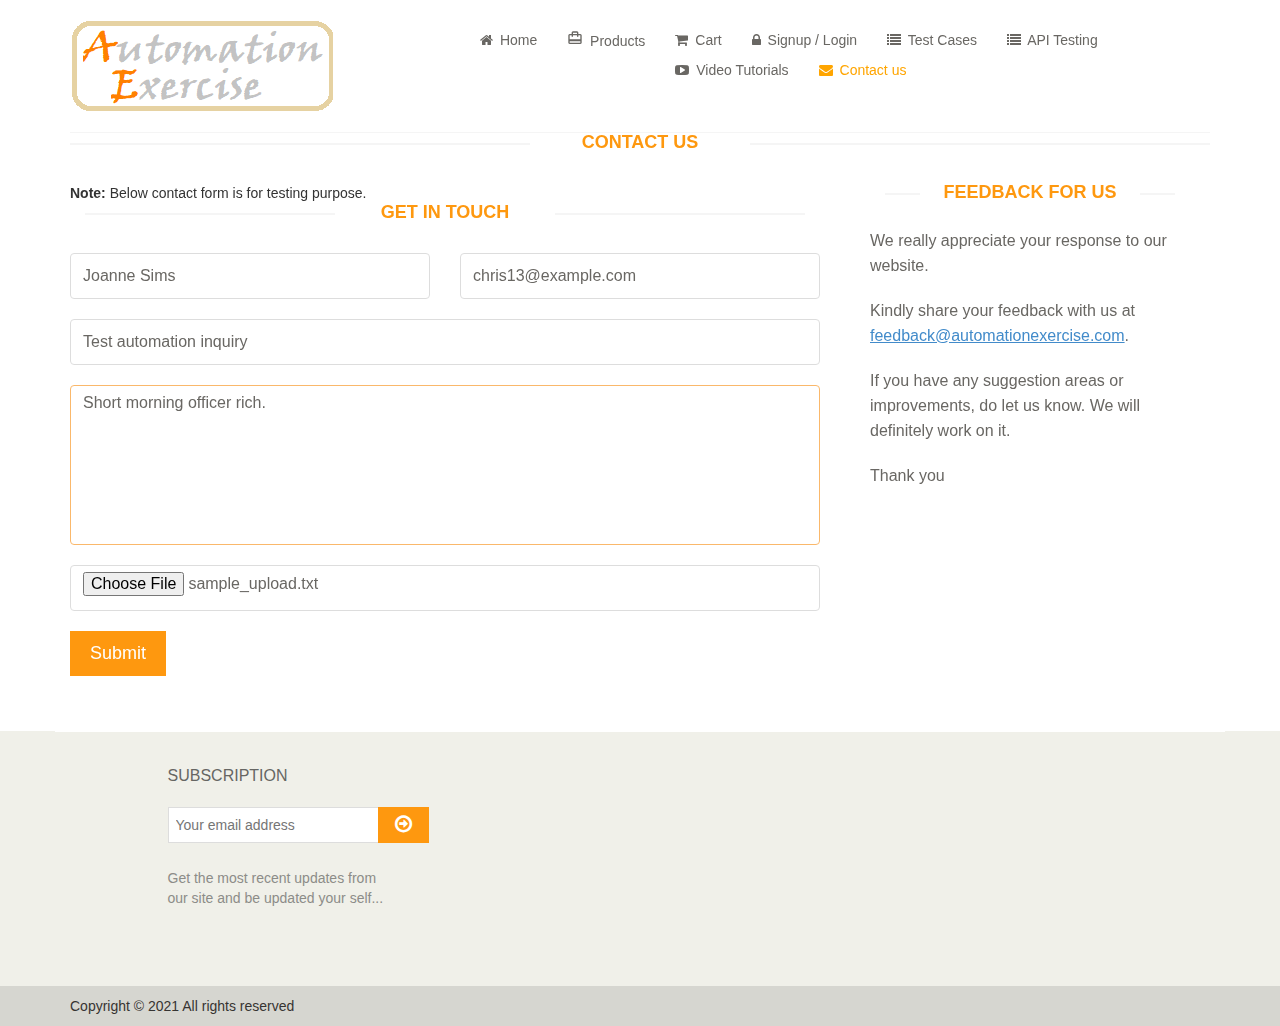 Automation
Exercise
Home
Products
Cart
Signup / Login
Test Cases
API Testing
Video Tutorials
Contact us
CONTACT US
Note: Below contact form is for testing purpose.
GET IN TOUCH
Joanne Sims
chris13@example.com
Test automation inquiry
Short morning officer rich.
Choose File sample_upload.txt
Submit
FEEDBACK FOR US
We really appreciate your response to our
website.
Kindly share your feedback with us at
feedback@automationexercise.com.
If you have any suggestion areas or
improvements, do let us know. We will
definitely work on it.
Thank you
SUBSCRIPTION
Your email address
Get the most recent updates from
our site and be updated your self...
Copyright © 2021 All rights reserved